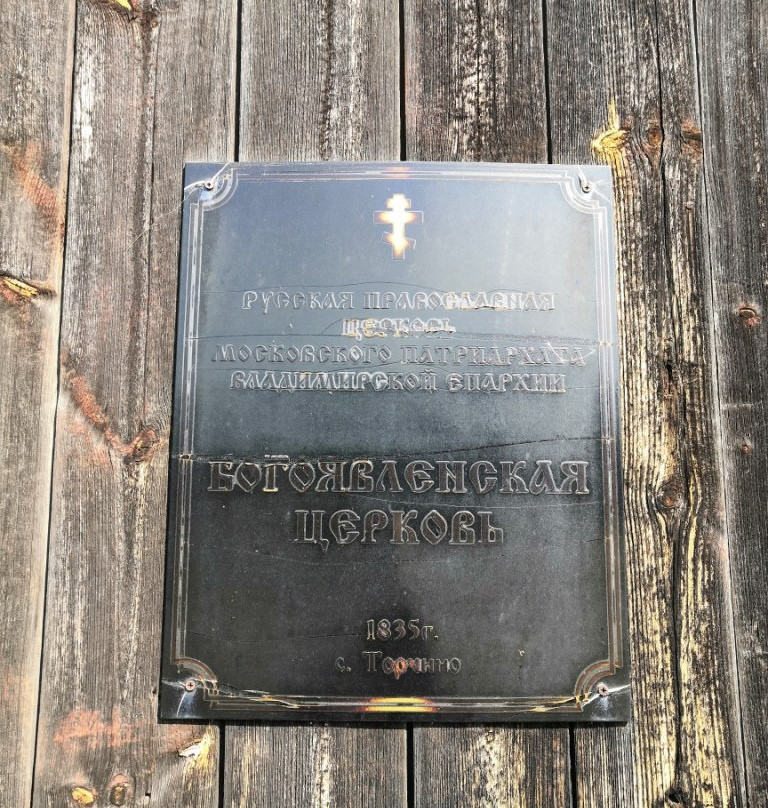 РУССКАЯ ПРАВОСЛАВНАЯ
ЦЕРКОВЬ
МОСКОВСКОГО ПАТРИАРХАТА
ВЛАДИМИРСКОЙ ЕПАРХИИ
БОГОЯВЛЕНСКАЯ
ЦЕРКОВЬ
1835г.
с. Торчино